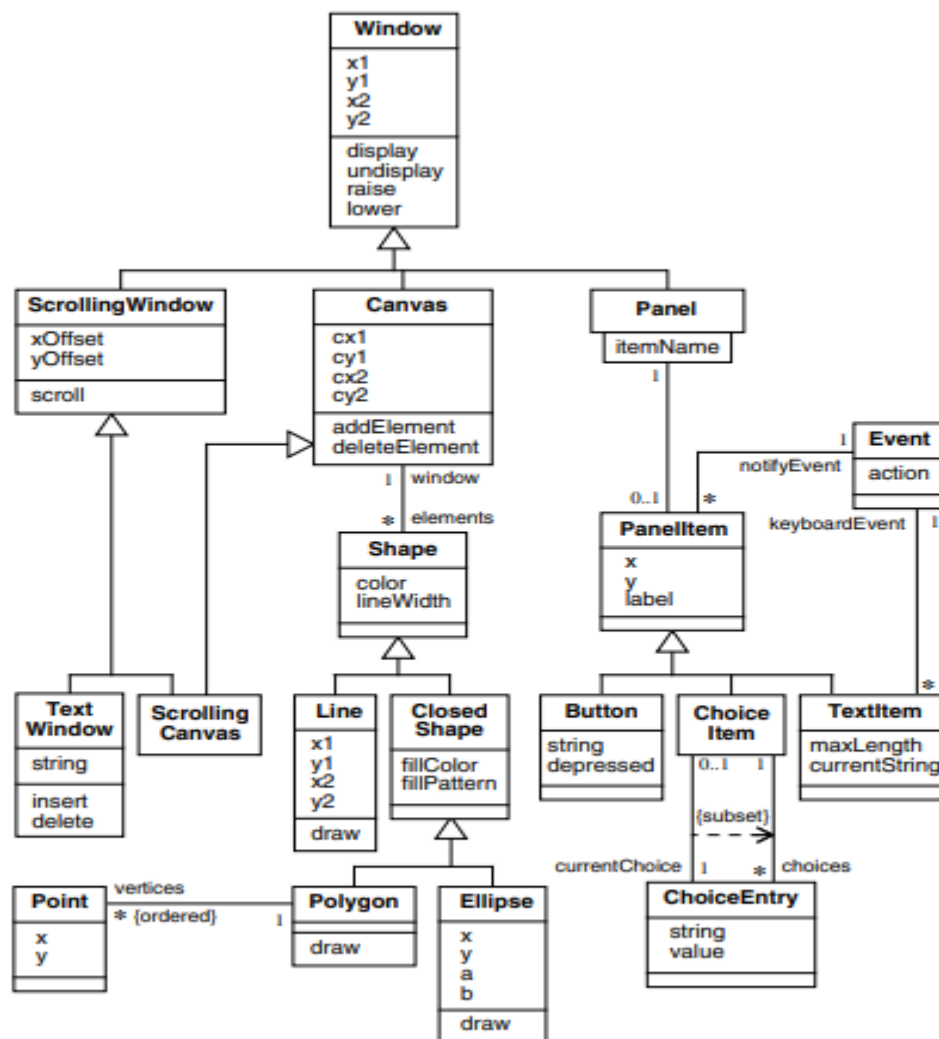 Window
x1
y1
x2
y2
display
undisplay
raise
lower
ScrollingWindow
xOffset
yOffset
scroll
Canvas
cx1
cy1
cx2
cy2
addElement
deleteElement
Panel
itemName
1
1 window
* elements
0..1
1
notifyEvent
*
Event
action
keyboardEvent 1
*
Shape
color
lineWidth
PanelItem
x
y
label
Text
Window
string
insert
delete
Scrolling
Canvas
Line
x1
y1
x2
y2
draw
Closed
Shape
fillColor
fillPattern
Button
string
depressed
Choice
Item
0..1 1
{subset}
currentChoice 1 * choices
TextItem
maxLength
currentString
Point
x
y
vertices
* {ordered} 1
Polygon
draw
Ellipse
x
y
a
b
draw
ChoiceEntry
string
value